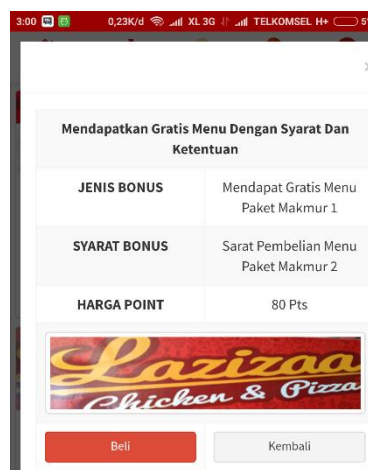 3:00 0,23K/d XL 3G TELKOMSEL H+ 5
Mendapatkan Gratis Menu Dengan Syarat Dan
Ketentuan
JENIS BONUS Mendapat Gratis Menu
Paket Makmur 1
SYARAT BONUS Sarat Pembelian Menu
Paket Makmur 2
HARGA POINT 80 Pts
Lazizaa
Chicken & Pizza
Beli Kembali